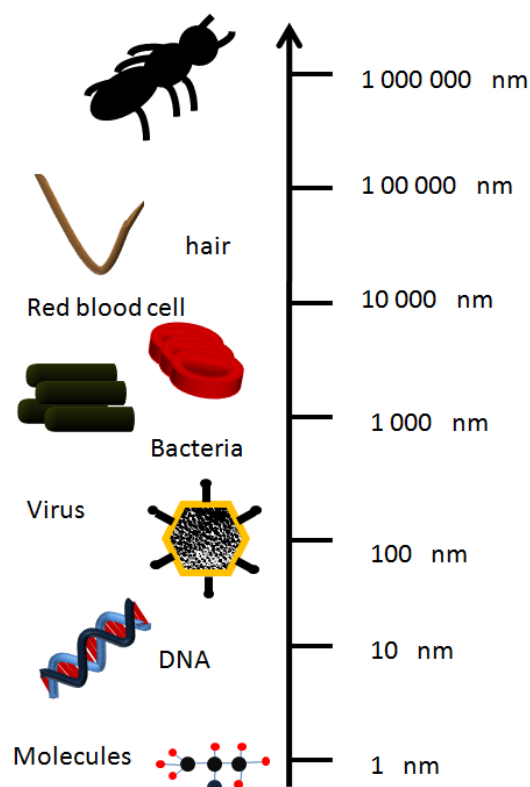 1 000 000 nm
1 00 000 nm
hair
Red blood cell
10 000 nm
1 000 nm
Bacteria
Virus
100 nm
DNA
10 nm
Molecules
1 nm